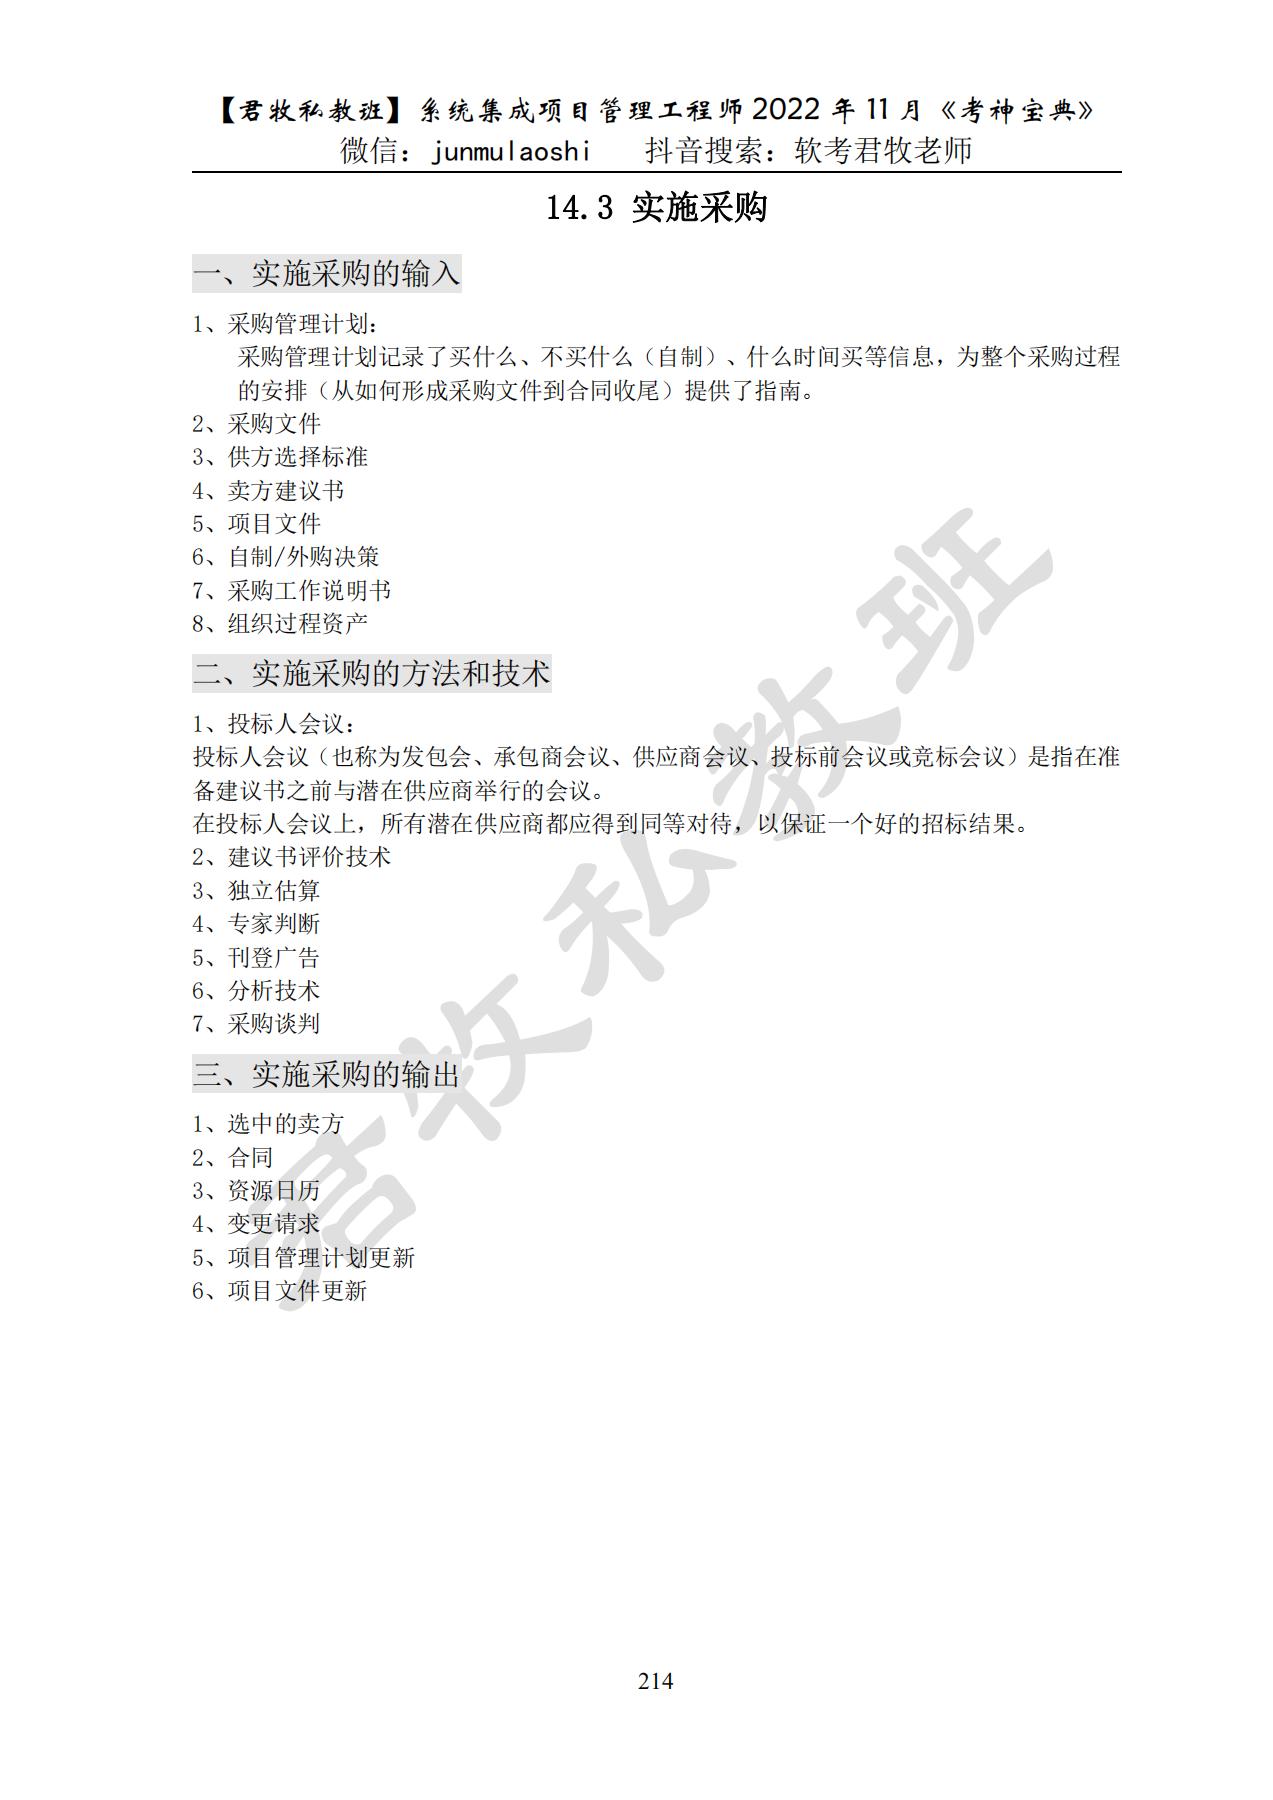 【君牧私教班】系统集成项目管理工程师 2022 年 11 月《考神宝典》
微信：junmulaoshi 抖音搜索：软考君牧老师
14.3 实施采购
一、实施采购的输入
1、采购管理计划：
采购管理计划记录了买什么、不买什么（自制）、什么时间买等信息，为整个采购过程
的安排（从如何形成采购文件到合同收尾）提供了指南。
2、采购文件
3、供方选择标准
4、卖方建议书
5、项目文件
6、自制/外购决策
7、采购工作说明书
8、组织过程资产
二、实施采购的方法和技术
1、投标人会议：
投标人会议（也称为发包会、承包商会议、供应商会议、投标前会议或竞标会议）是指在准
备建议书之前与潜在供应商举行的会议。
在投标人会议上，所有潜在供应商都应得到同等对待，以保证一个好的招标结果。
2、建议书评价技术
3、独立估算
4、专家判断
5、刊登广告
6、分析技术
7、采购谈判
三、实施采购的输出
1、选中的卖方
2、合同
3、资源日历
4、变更请求
5、项目管理计划更新
6、项目文件更新
君牧私教班
214